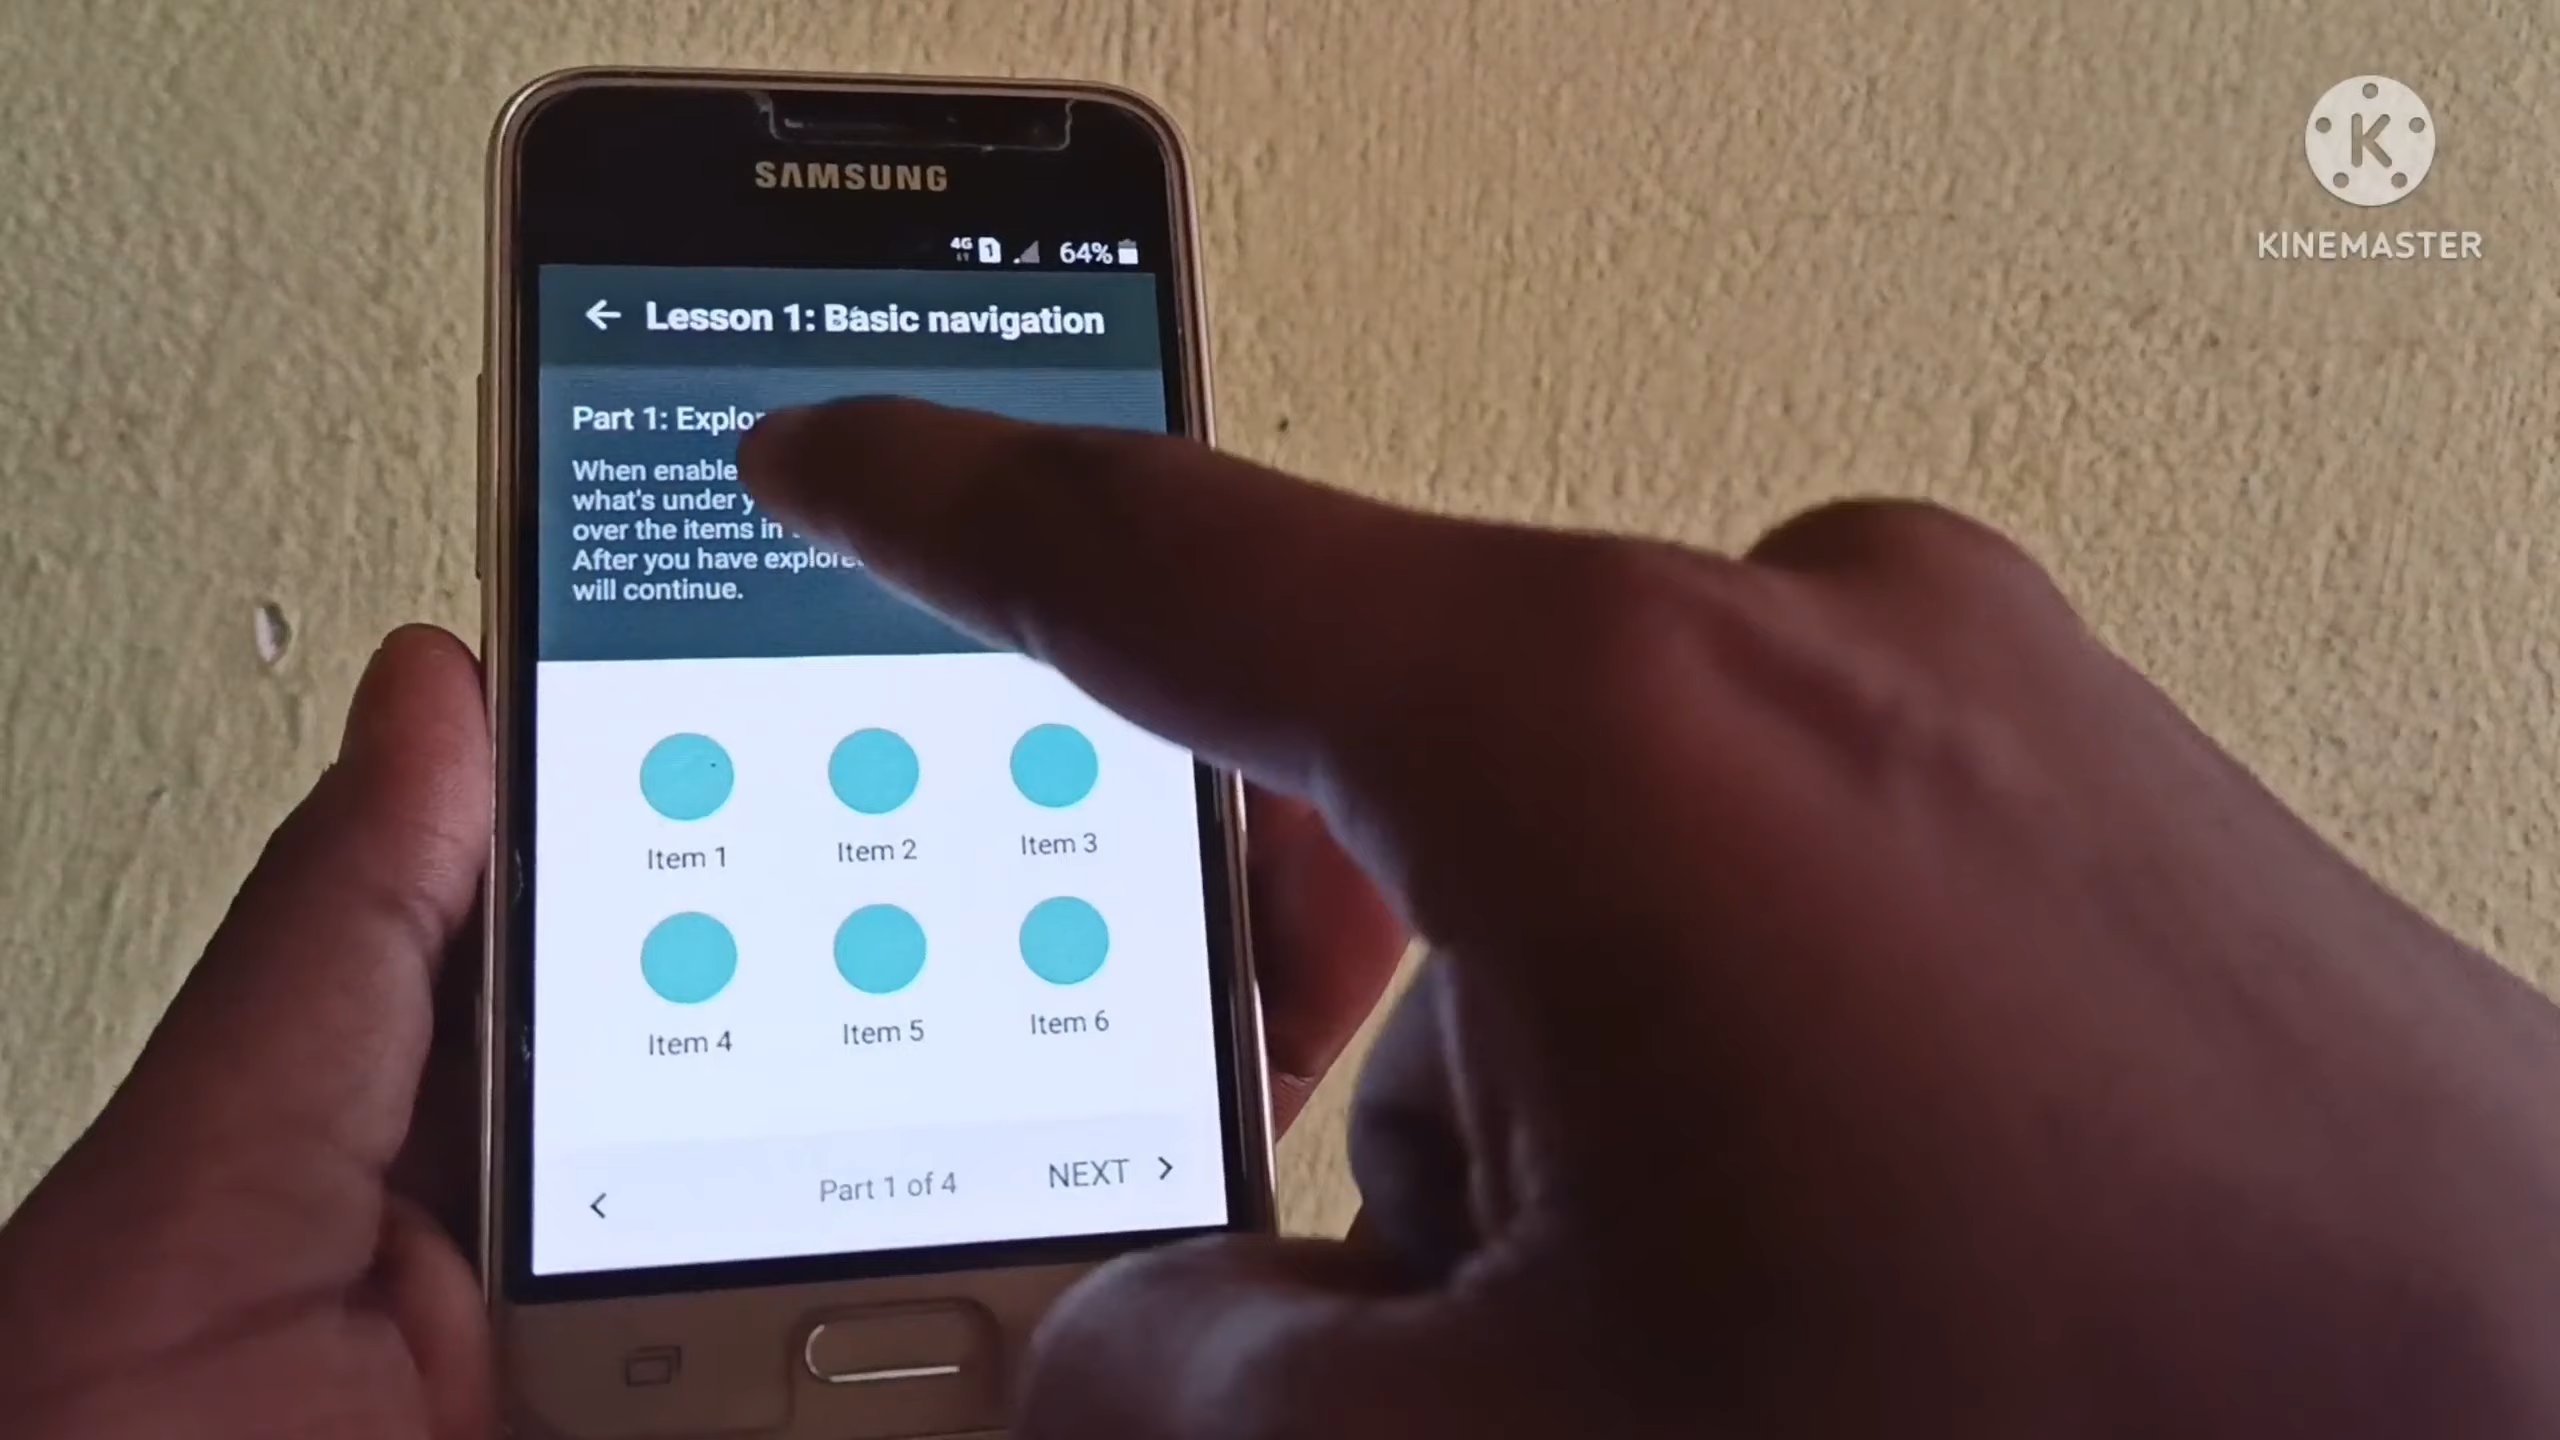 SAMSUNG
4G 1 64%
Lesson 1: Basic navigation
Part 1: Explor
When enable
what's under y
over the items in
After you have explore
will continue.
Item 1 Item 2 Item 3
Item 4 Item 5 Item 6
Part 1 of 4 NEXT
K
KINEMASTER